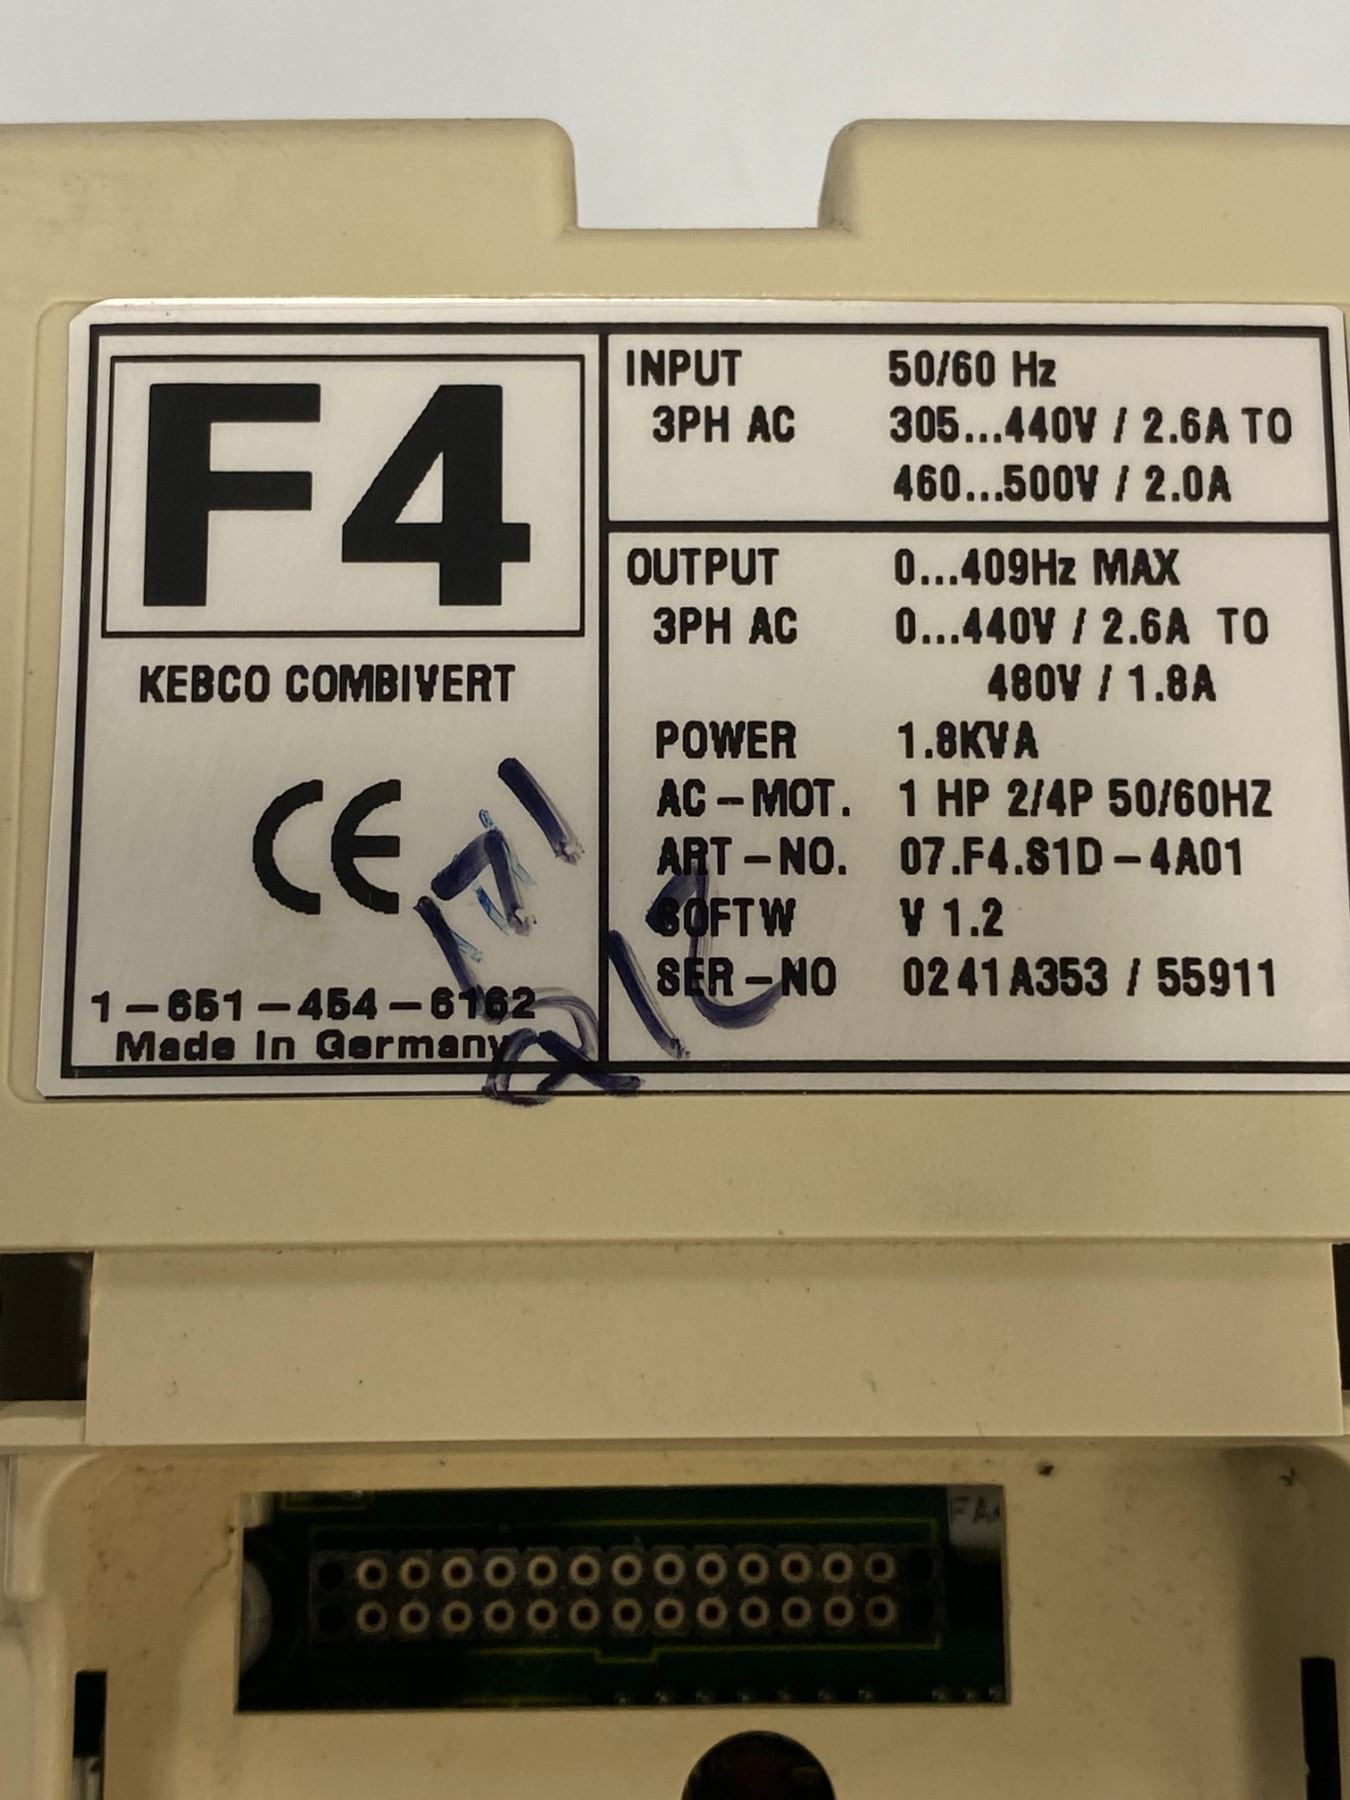 F4
KEBCO COMBIVERT
CE
1-651-454-6162
Made In Germany
INPUT 50/60 Hz
3PH AC 305...440V / 2.6A TO
460...500V / 2.0A
OUTPUT 0...409Hz MAX
3PH AC 0...440V / 2.6A TO
480V / 1.8A
POWER 1.8KVA
AC-MOT. 1 HP 2/4P 50/60HZ
ART-NO. 07.F4.S1D-4A01
SOFTW V 1.2
SER-NO 0241A353 / 55911